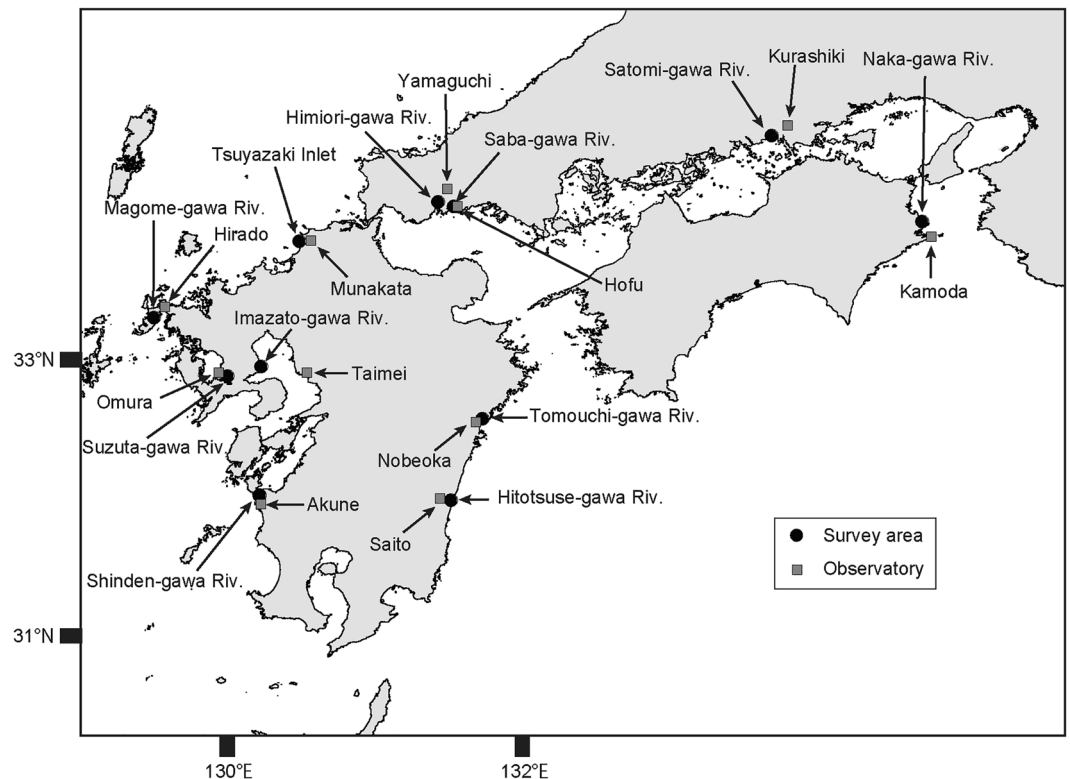 Kurashiki
Naka-gawa Riv.
Satomi-gawa Riv.
Yamaguchi
Himiori-gawa Riv.
Saba-gawa Riv.
Tsuyazaki Inlet
Magome-gawa Riv.
Hirado
Munakata
Hofu
Kamoda
Imazato-gawa Riv.
33°N
Taimei
Omura
Tomouchi-gawa Riv.
Suzuta-gawa Riv.
Nobeoka
Hitotsuse-gawa Riv.
Akune
Saito
Survey area
Observatory
Shinden-gawa Riv.
31°N
130°E
132°E